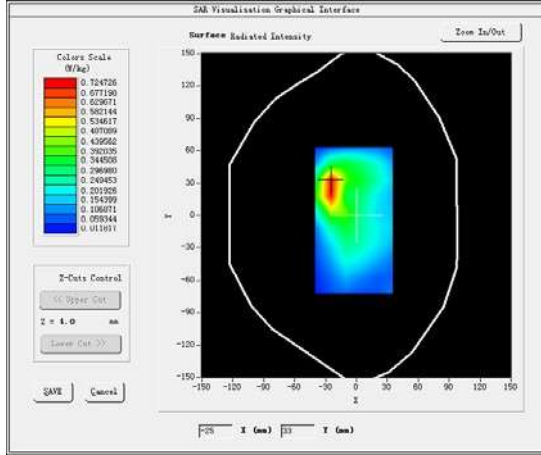 SAR Visualisation Graphical Interface
Surface Radiated Intensity
Zoom In/Out
Colors Scale
(W/kg)
0.724726
0.677190
0.629671
0.582144
0.534617
0.487089
0.439562
0.392035
0.344508
0.296980
0.249453
0.201926
0.154399
0.106871
0.059344
0.011817
150
120
90
60
30
0
-30
-60
-90
-120
-150
Y
-150 -120 -90 -60 -30 0 30 60 90 120 150
X
Z-Cuts Control
<< Upper Cut
Z = 4.0 mm
Lower Cut >>
SAVE Cancel
-25 X (mm) 33 Y (mm)